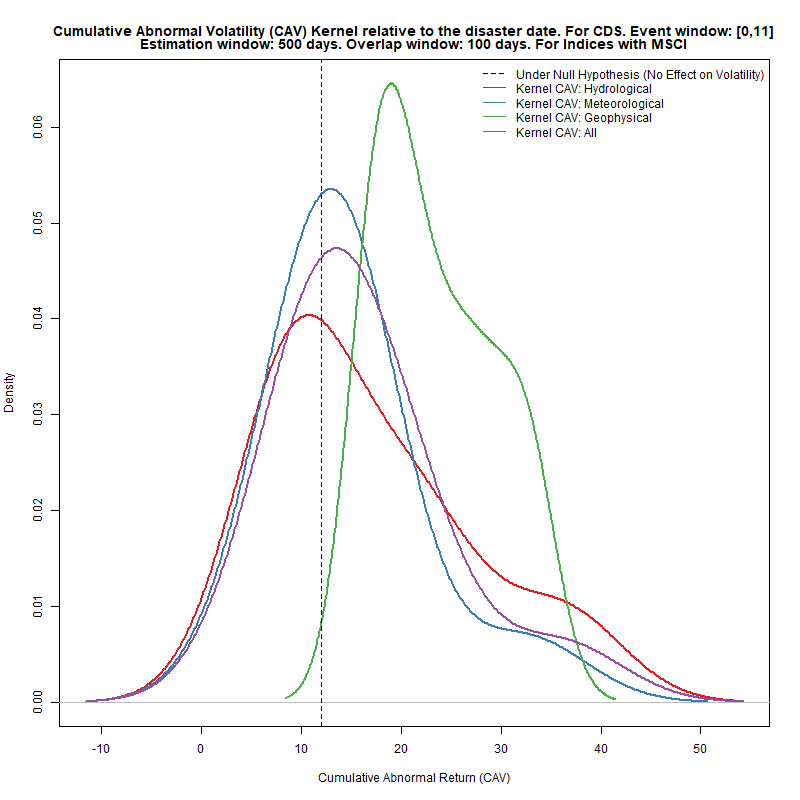 Cumulative Abnormal Volatility (CAV) Kernel relative to the disaster date. For CDS. Event window: [0,11]
Estimation window: 500 days. Overlap window: 100 days. For Indices with MSCI
Under Null Hypothesis (No Effect on Volatility)
Kernel CAV: Hydrological
Kernel CAV: Meteorological
Kernel CAV: Geophysical
Kernel CAV: All
Density
0.06
0.05
0.04
0.03
0.02
0.01
0.00
-10 0 10 20 30 40 50
Cumulative Abnormal Return (CAV)